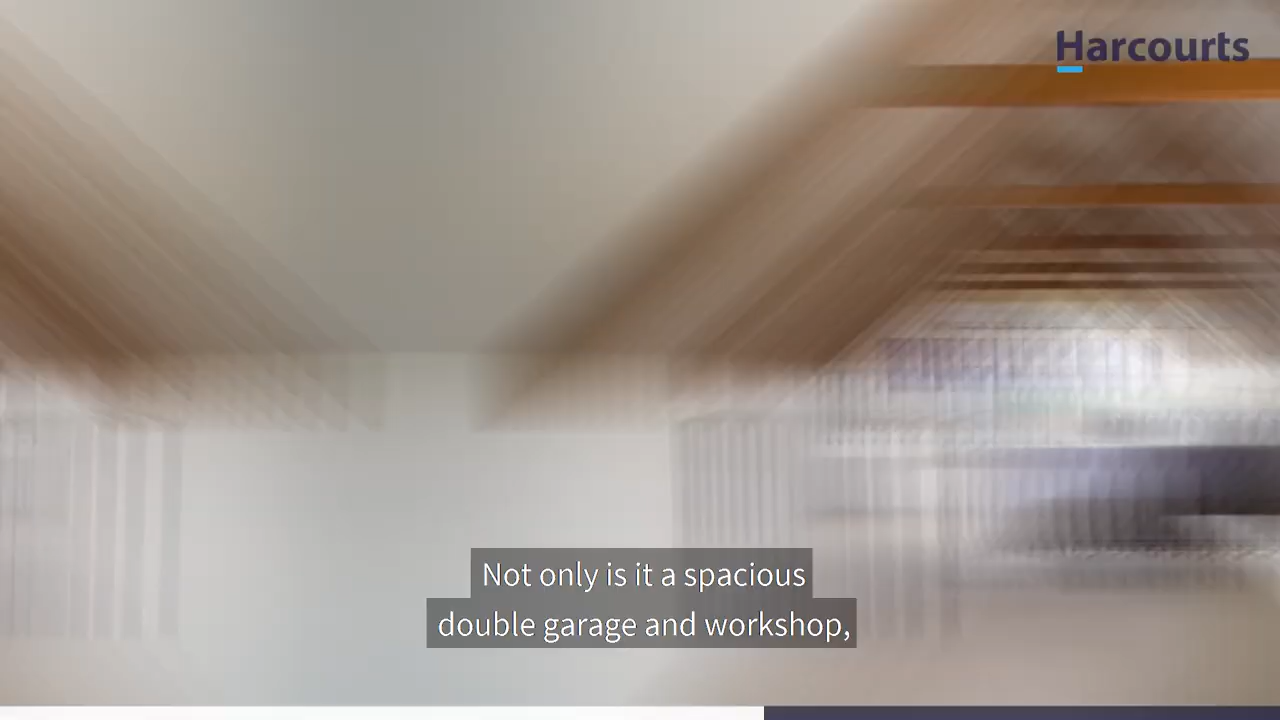 Harcourts
Not only is it a spacious
double garage and workshop,